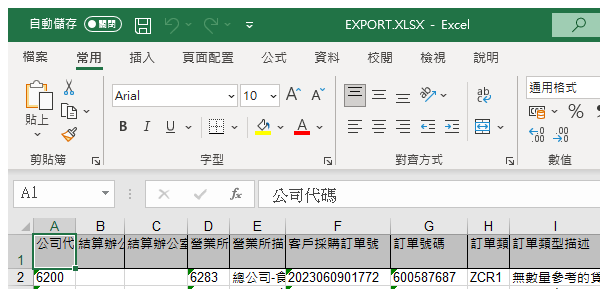 自動儲存 關閉 EXPORT.XLSX - Excel
檔案 常用 插入 頁面配置 公式 資料 校閱 檢視 說明
貼上 Arial 10 A A 通用格式
B I U A % 
.00 .00
剪貼簿 字型 對齊方式 數值
A1 fx 公司代碼
A B C D E F G H I
1 公司代 結算辦公 結算辦公室 營業所 營業所描 客戶採購訂單號 訂單號碼 訂單類 訂單類型描述
2 6200 6283 總公司-食 2023060901772 600587687 ZCR1 無數量參考的貸